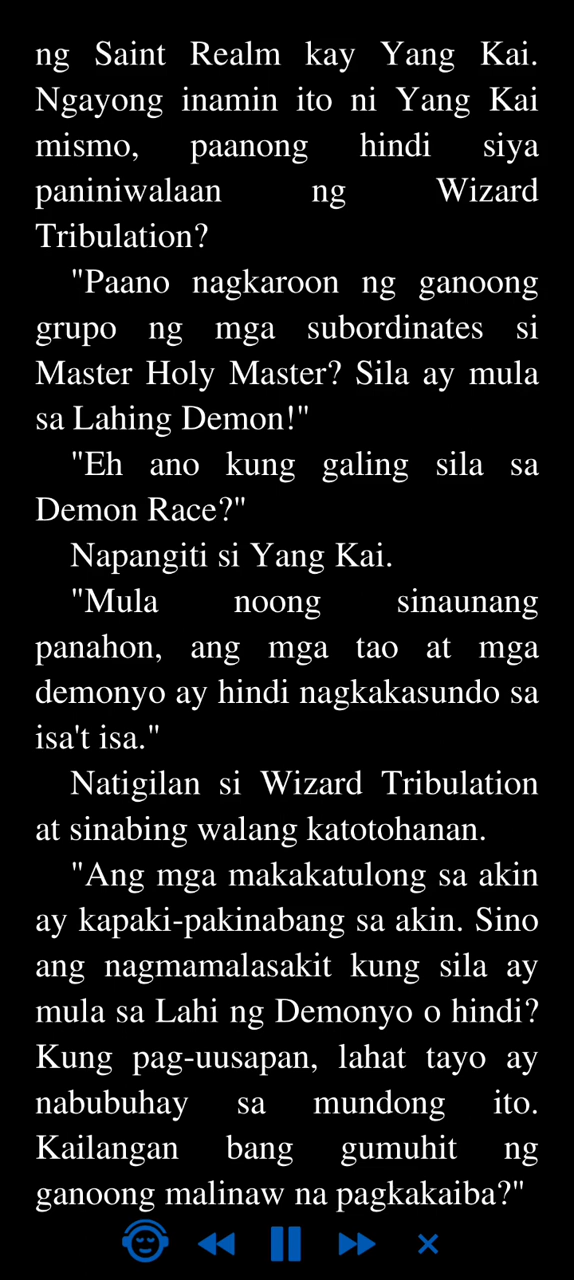 ng Saint Realm kay Yang Kai.
Ngayong inamin ito ni Yang Kai
mismo, paanong hindi siya
paniniwalaan ng Wizard
Tribulation?
"Paano nagkaroon ng ganoong
grupo ng mga subordinates si
Master Holy Master? Sila ay mula
sa Lahing Demon!"
"Eh ano kung galing sila sa
Demon Race?"
Napangiti si Yang Kai.
"Mula noong sinaunang
panahon, ang mga tao at mga
demonyo ay hindi nagkakasundo sa
isa't isa."
Natigilan si Wizard Tribulation
at sinabing walang katotohanan.
"Ang mga makakatulong sa akin
ay kapaki-pakinabang sa akin. Sino
ang nagmamalasakit kung sila ay
mula sa Lahi ng Demonyo o hindi?
Kung pag-uusapan, lahat tayo ay
nabubuhay sa mundong ito.
Kailangan bang gumuhit ng
ganoong malinaw na pagkakaiba?"